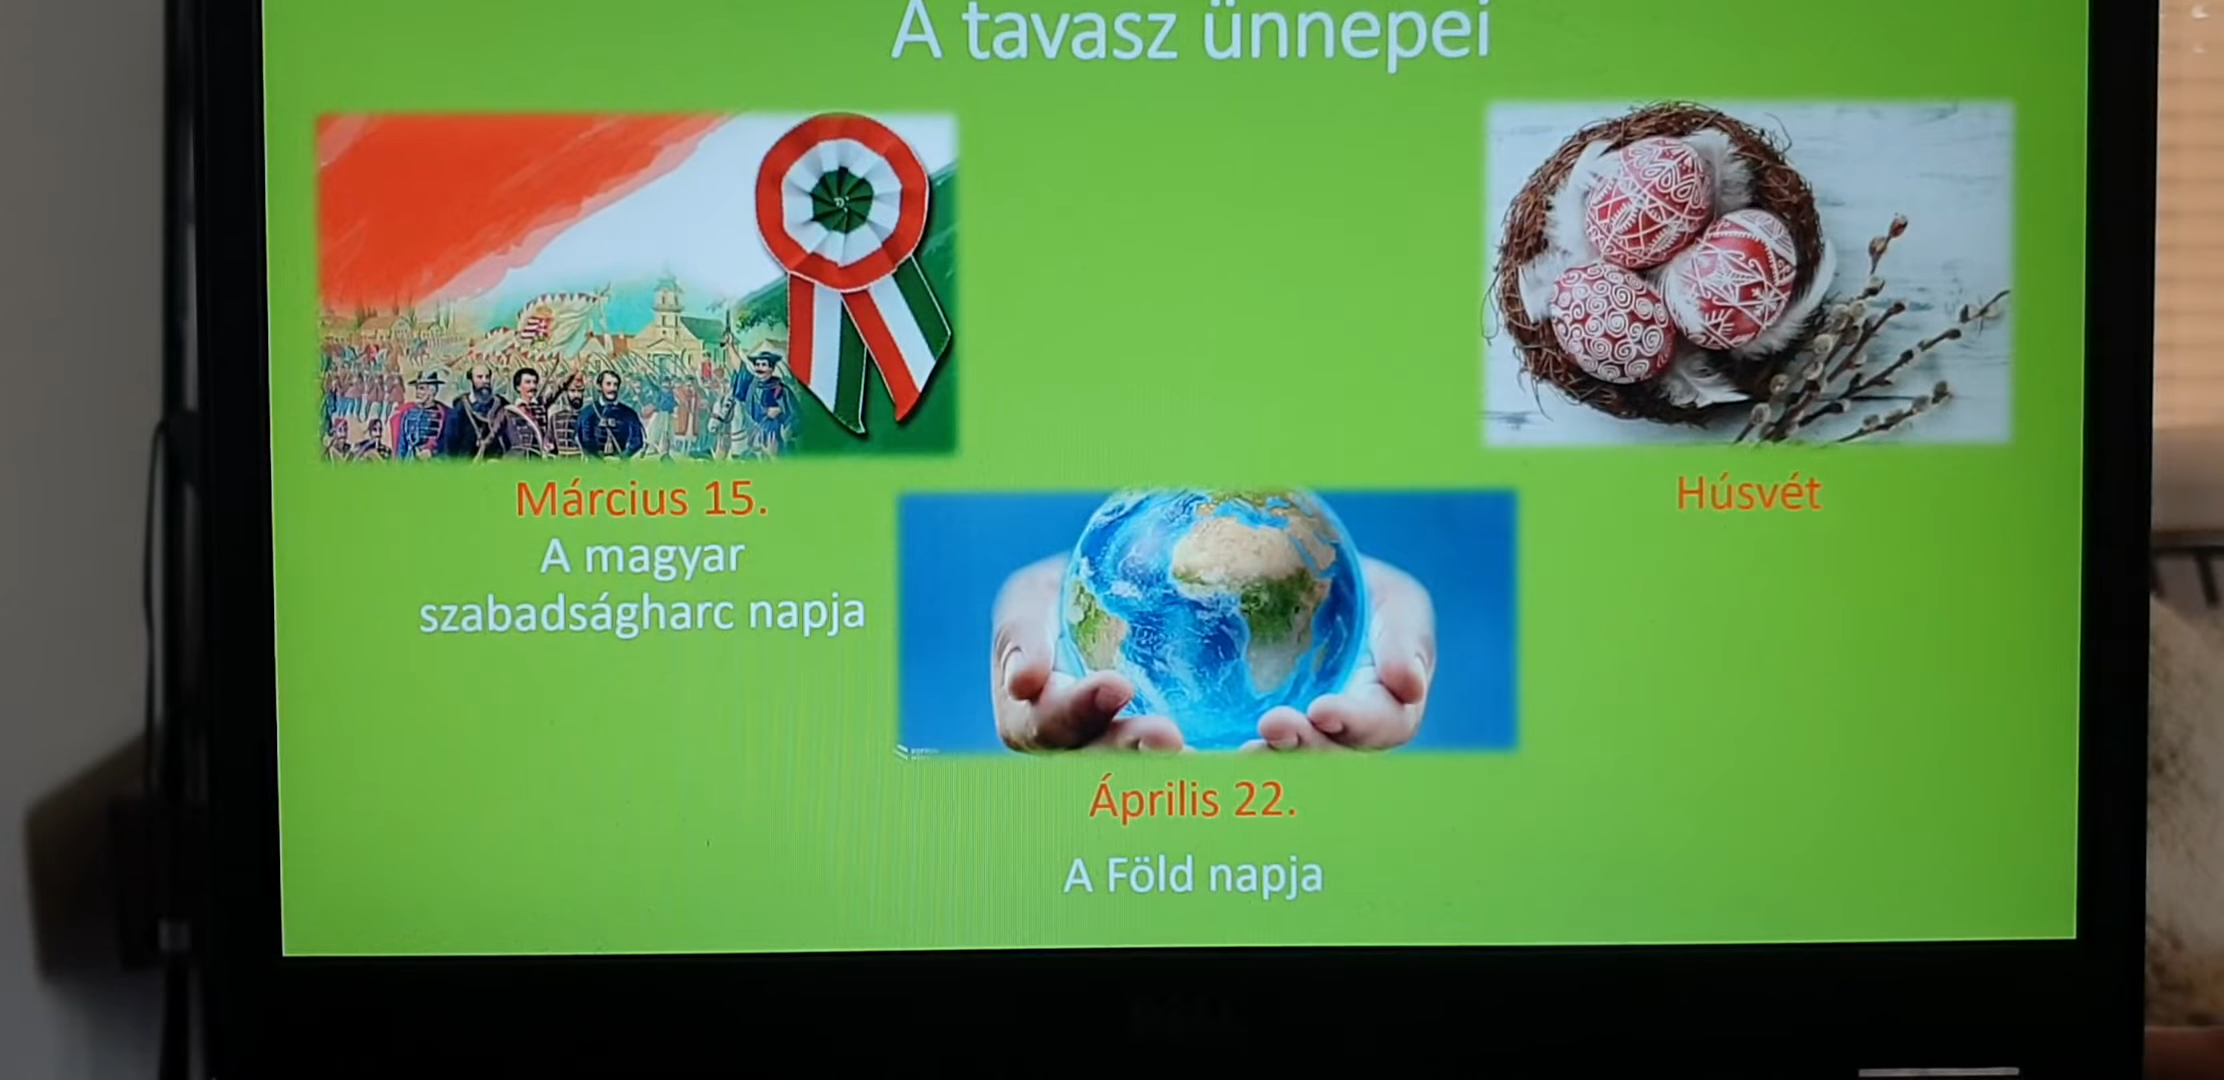 A tavasz ünnepei
Március 15.
A magyar
szabadságharc napja
Húsvét
Április 22.
A Föld napja